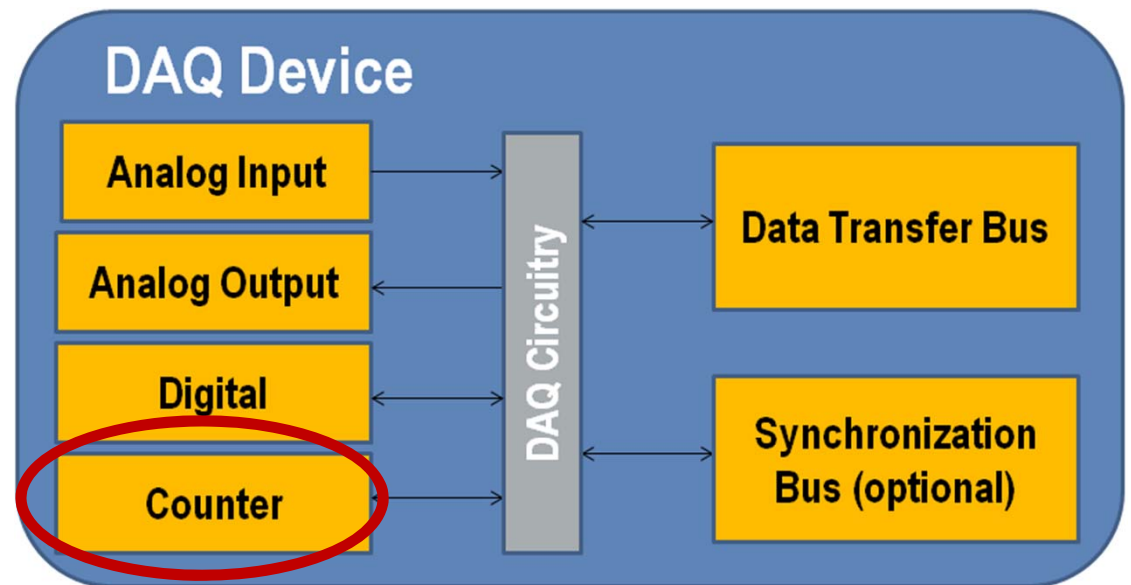 DAQ Device
Analog Input
Analog Output
Digital
Counter
DAQ Circuitry
Data Transfer Bus
Synchronization
Bus (optional)